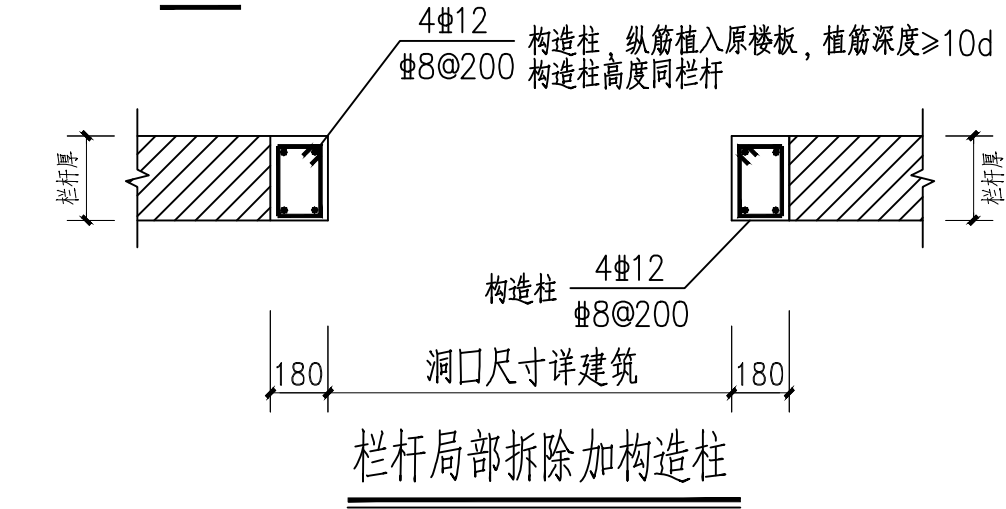 4⌽12
⌽8@200
构造柱，纵筋植入原楼板，植筋深度≥10d
构造柱高度同栏杆
栏杆厚
栏杆厚
构造柱
4⌽12
⌽8@200
180
洞口尺寸详建筑
180
栏杆局部拆除加构造柱